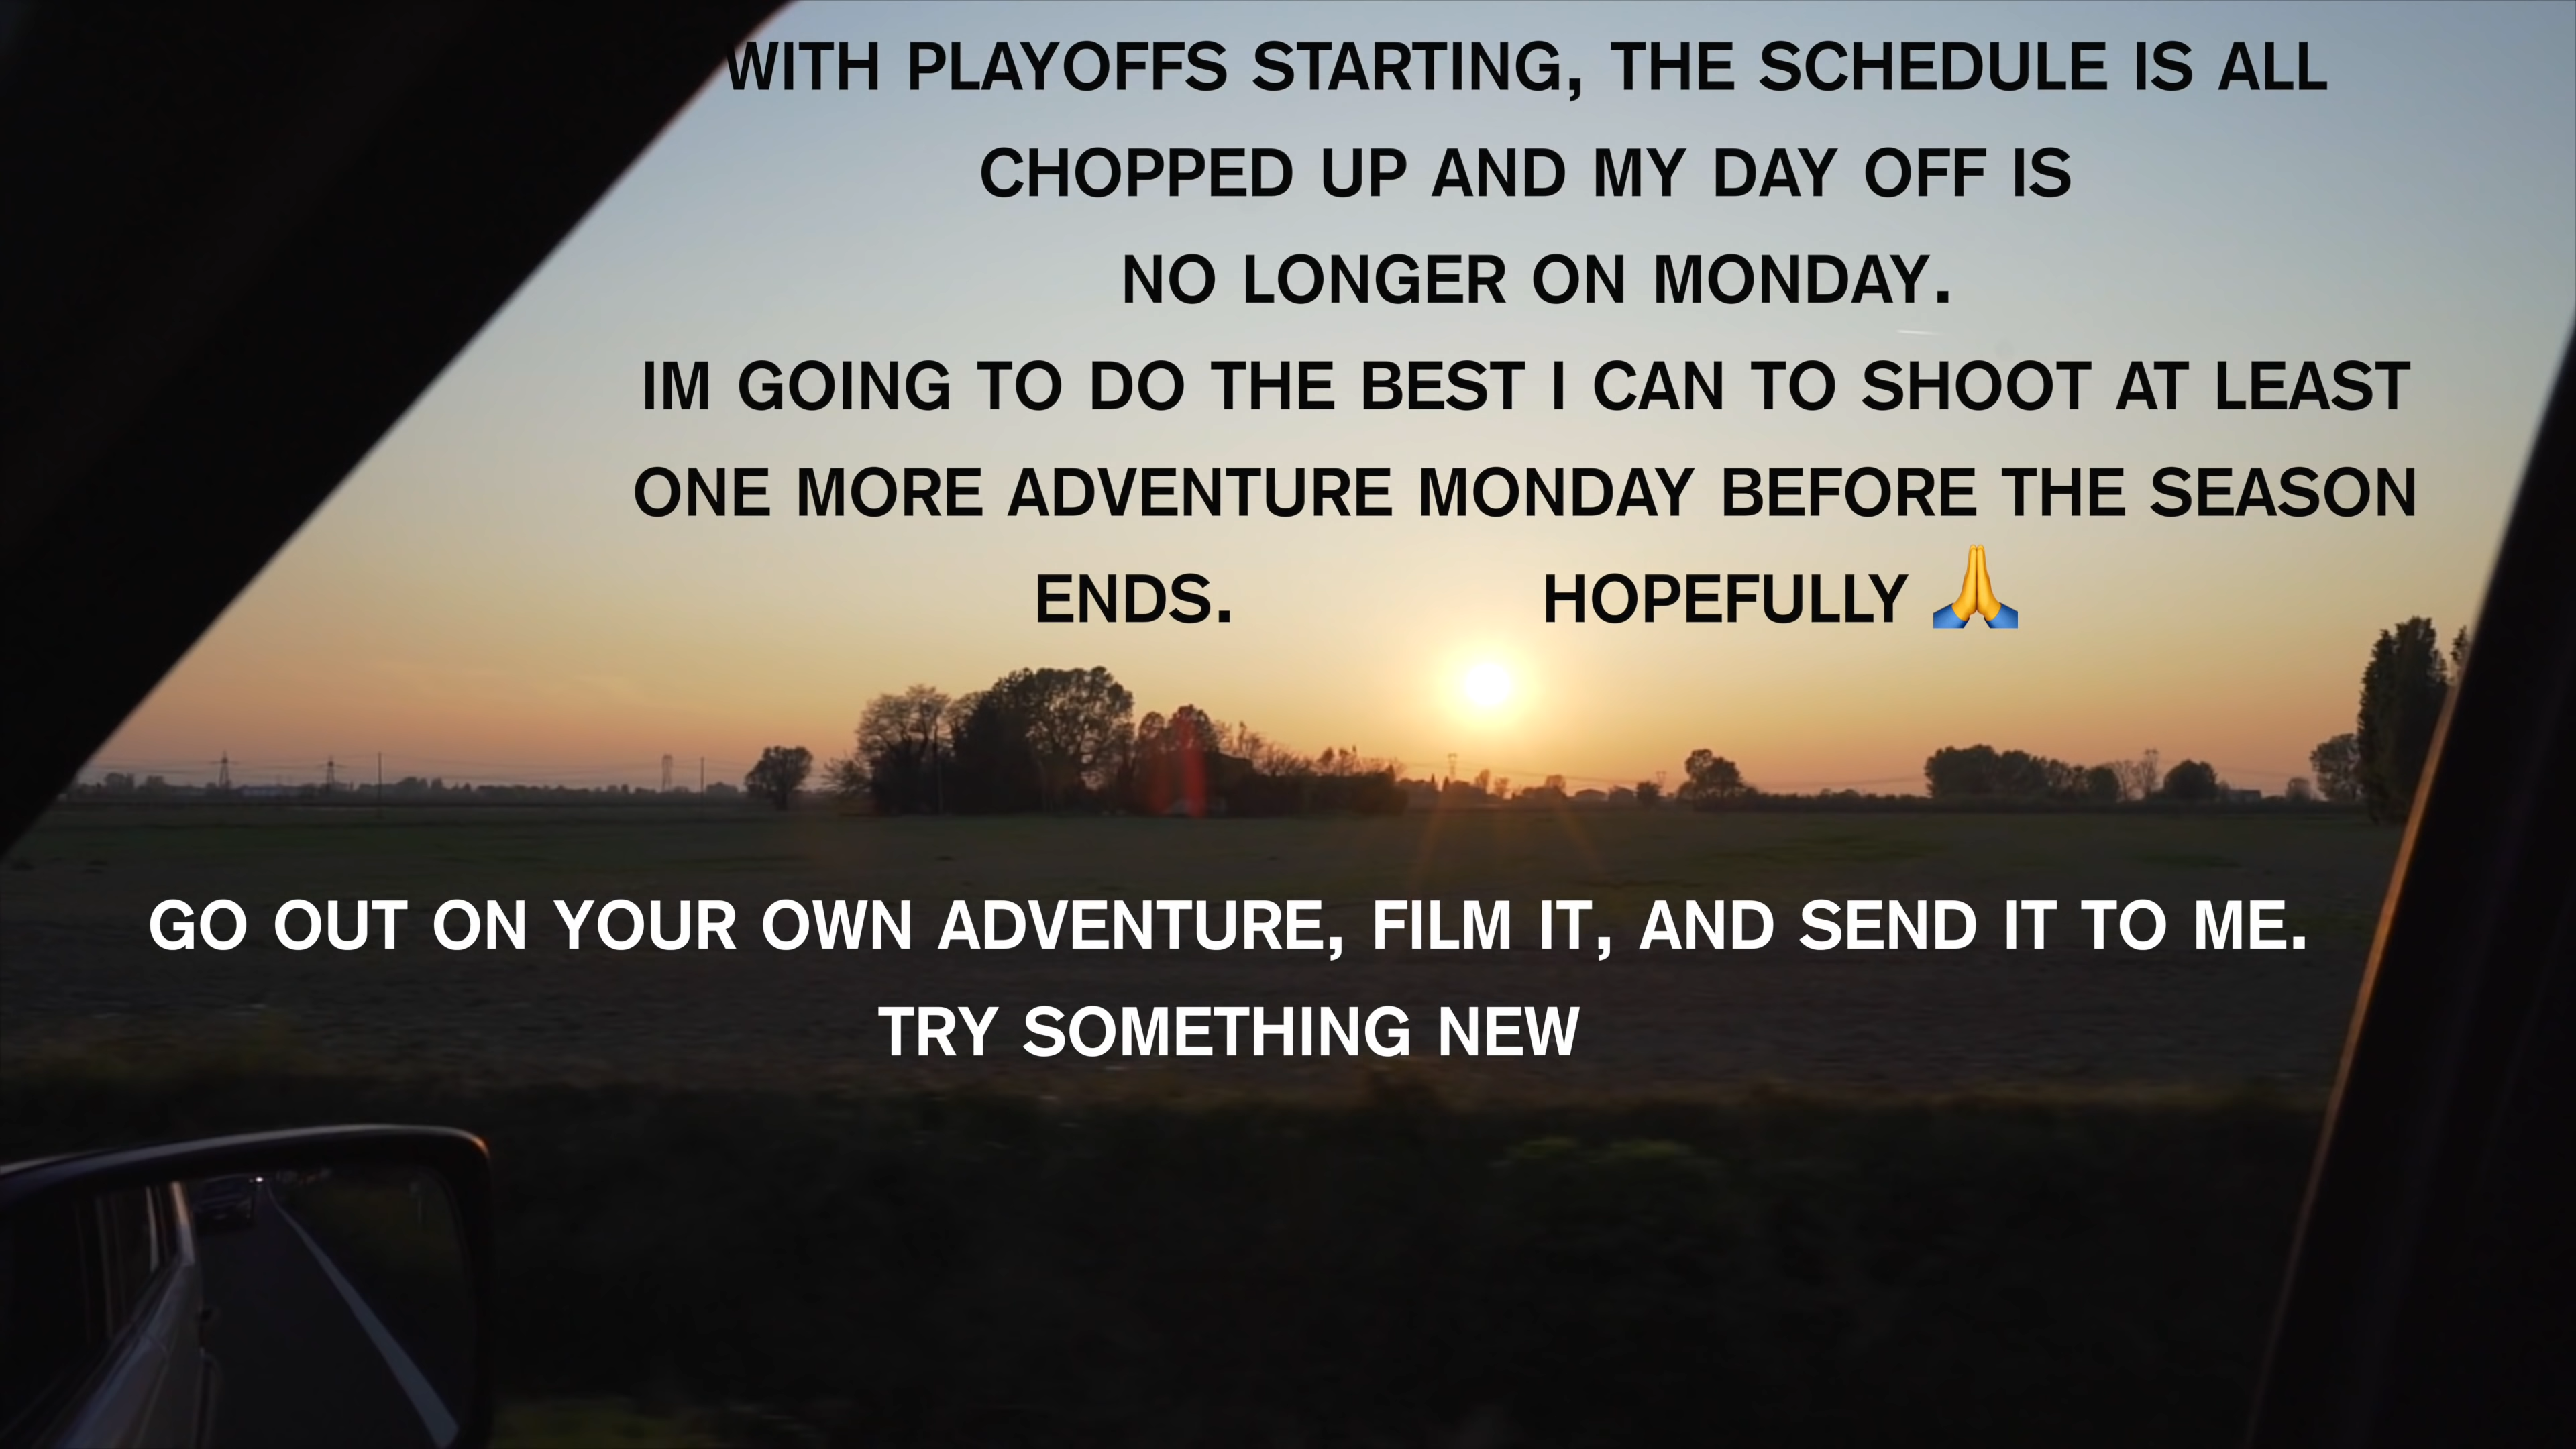 WITH PLAYOFFS STARTING, THE SCHEDULE IS ALL
CHOPPED UP AND MY DAY OFF IS
NO LONGER ON MONDAY.
IM GOING TO DO THE BEST I CAN TO SHOOT AT LEAST
ONE MORE ADVENTURE MONDAY BEFORE THE SEASON
ENDS. HOPEFULLY 🙏
GO OUT ON YOUR OWN ADVENTURE, FILM IT, AND SEND IT TO ME.
TRY SOMETHING NEW